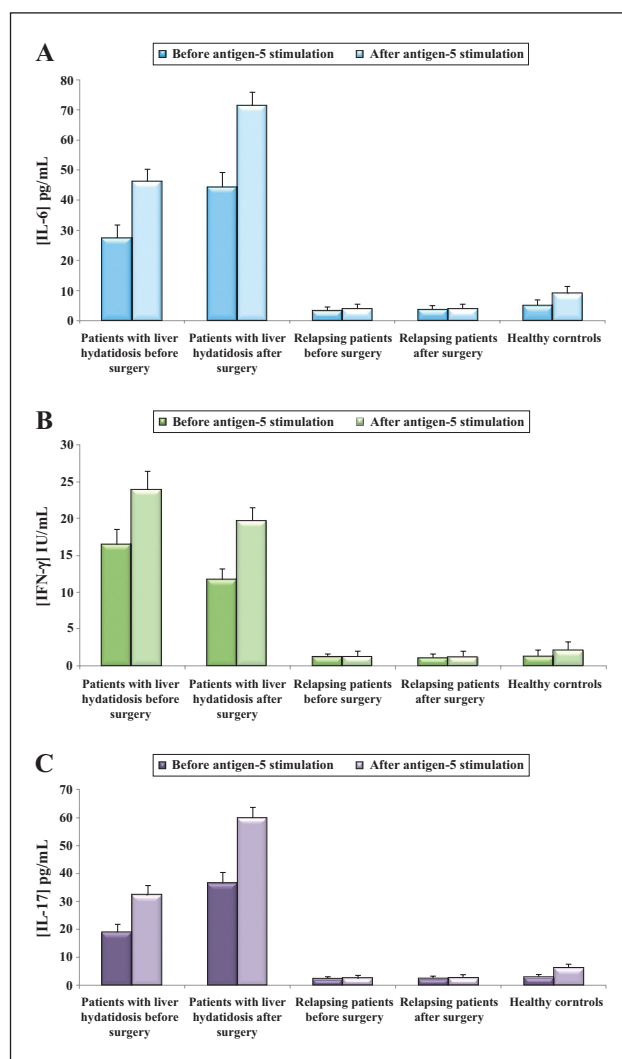 A
Before antigen-5 stimulation After antigen-5 stimulation
80
70
60
50
40
30
20
10
0
[IL-6] pg/mL
Patients with liver Patients with liver Relapsing patients Relapsing patients Healthy corntrols
hydatidosis before hydatidosis after before surgery after surgery
surgery surgery
B
Before antigen-5 stimulation After antigen-5 stimulation
30
25
20
15
10
5
0
[IFN-γ] IU/mL
Patients with liver Patients with liver Relapsing patients Relapsing patients Healthy corntrols
hydatidosis before hydatidosis after before surgery after surgery
surgery surgery
C
Before antigen-5 stimulation After antigen-5 stimulation
70
60
50
40
30
20
10
0
[IL-17] pg/mL
Patients with liver Patients with liver Relapsing patients Relapsing patients Healthy corntrols
hydatidosis before hydatidosis after before surgery after surgery
surgery surgery